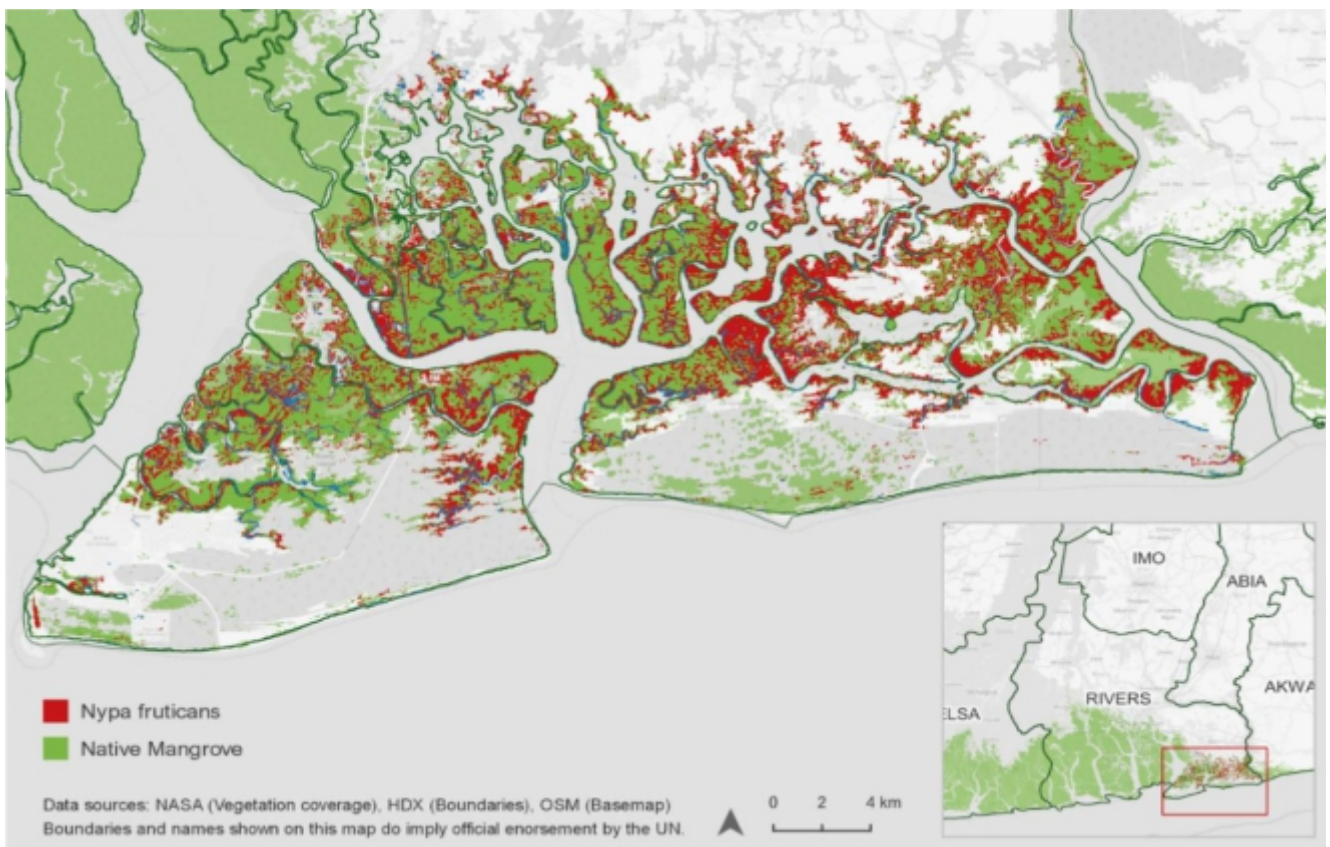 Nypa fruticans
Native Mangrove
Data sources: NASA (Vegetation coverage), HDX (Boundaries), OSM (Basemap)
Boundaries and names shown on this map do imply official enorsement by the UN.
0 2 4 km
IMO
ABIA
RIVERS
AKWA
ELSA